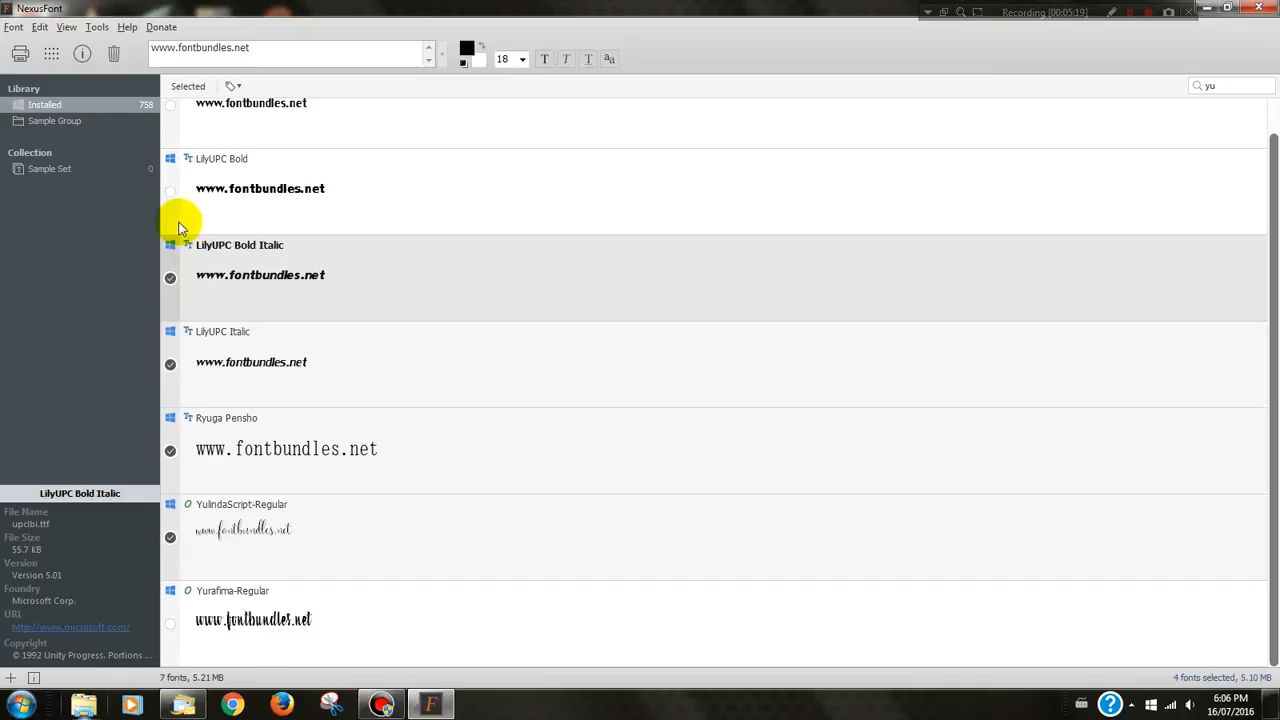 NexusFont
Recording [00:05:19]
Font Edit View Tools Help Donate
www.fontbundles.net
18
T T T aa
Library
Installed 758
Sample Group
Collection
Sample Set 0
Selected
yu
www.fontbundles.net
LilyUPC Bold
www.fontbundles.net
LilyUPC Bold Italic
www.fontbundles.net
LilyUPC Italic
www.fontbundles.net
Ryuga Pensho
www.fontbundles.net
YulindaScript-Regular
www.fontbundles.net
Yurafima-Regular
www.fontbundles.net
LilyUPC Bold Italic
File Name
upclbi.ttf
File Size
55.7 KB
Version
Version 5.01
Foundry
Microsoft Corp.
URL
http://www.microsoft.com/
Copyright
© 1992 Unity Progress. Portions ...
7 fonts, 5.21 MB
4 fonts selected, 5.10 MB
6:06 PM
16/07/2016